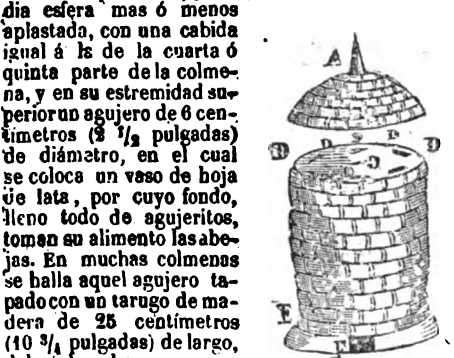 dia esfera mas ó menos
aplastada, con una cabida
igual á la de la cuarta ó
quinta parte de la colme-
na, y en su estremidad su-
perior un agujero de 6 cen-
tímetros (2 1/2 pulgadas)
de diámetro, en el cual
se coloca un vaso de hoja
de lata, por cuyo fondo,
lleno todo de agujeritos,
toman su alimento las abe-
jas. En muchas colmenas
se halla aquel agujero ta-
pado con un tarugo de ma-
dera de 25 centímetros
(10 3/4 pulgadas) de largo,
A
D D D D
C
E
F